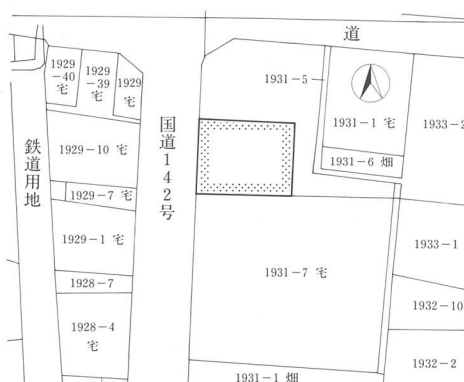 道
1929
-40
宅
1929
-39
宅
1929
宅
1931-5
1931-1 宅
1933-2
1931-6 畑
1929-10 宅
1929-7 宅
1929-1 宅
1928-7
1928-4
宅
鉄道用地
国道142号
1931-7 宅
1933-1
1932-10
1932-2
1931-1 畑